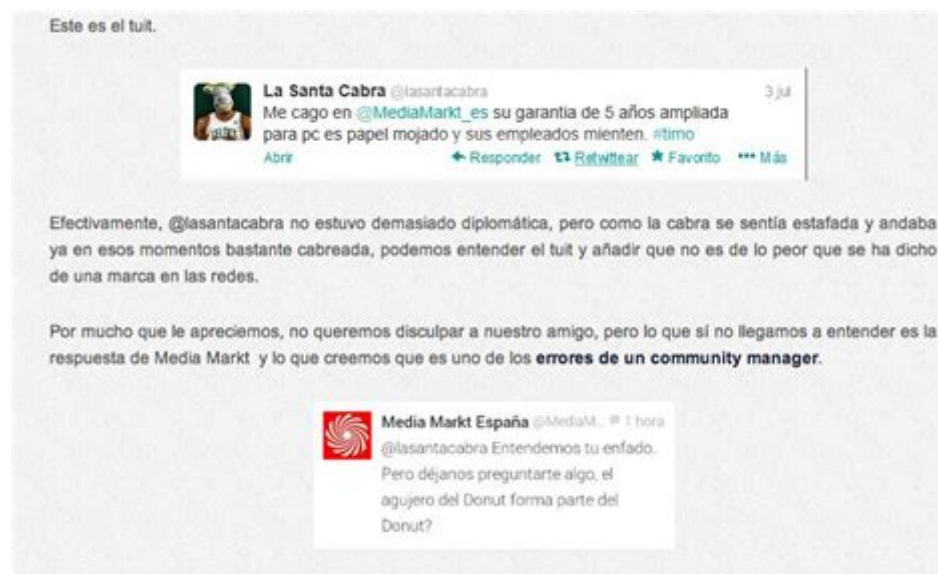 Este es el tuit.
La Santa Cabra @lasantacabra 3 jul
Me cago en @MediaMarkt_es su garantia de 5 años ampliada
para pc es papel mojado y sus empleados mienten. #timo
Abrir Responder Retwittear Favorito Más
Efectivamente, @lasantacabra no estuvo demasiado diplomática, pero como la cabra se sentía estafada y andaba
ya en esos momentos bastante cabreada, podemos entender el tuit y añadir que no es de lo peor que se ha dicho
de una marca en las redes.
Por mucho que le apreciemos, no queremos disculpar a nuestro amigo, pero lo que sí no llegamos a entender es la
respuesta de Media Markt y lo que creemos que es uno de los errores de un community manager.
Media Markt España @MediaM... 1 hora
@lasantacabra Entendemos tu enfado.
Pero déjanos preguntarte algo, el
agujero del Donut forma parte del
Donut?